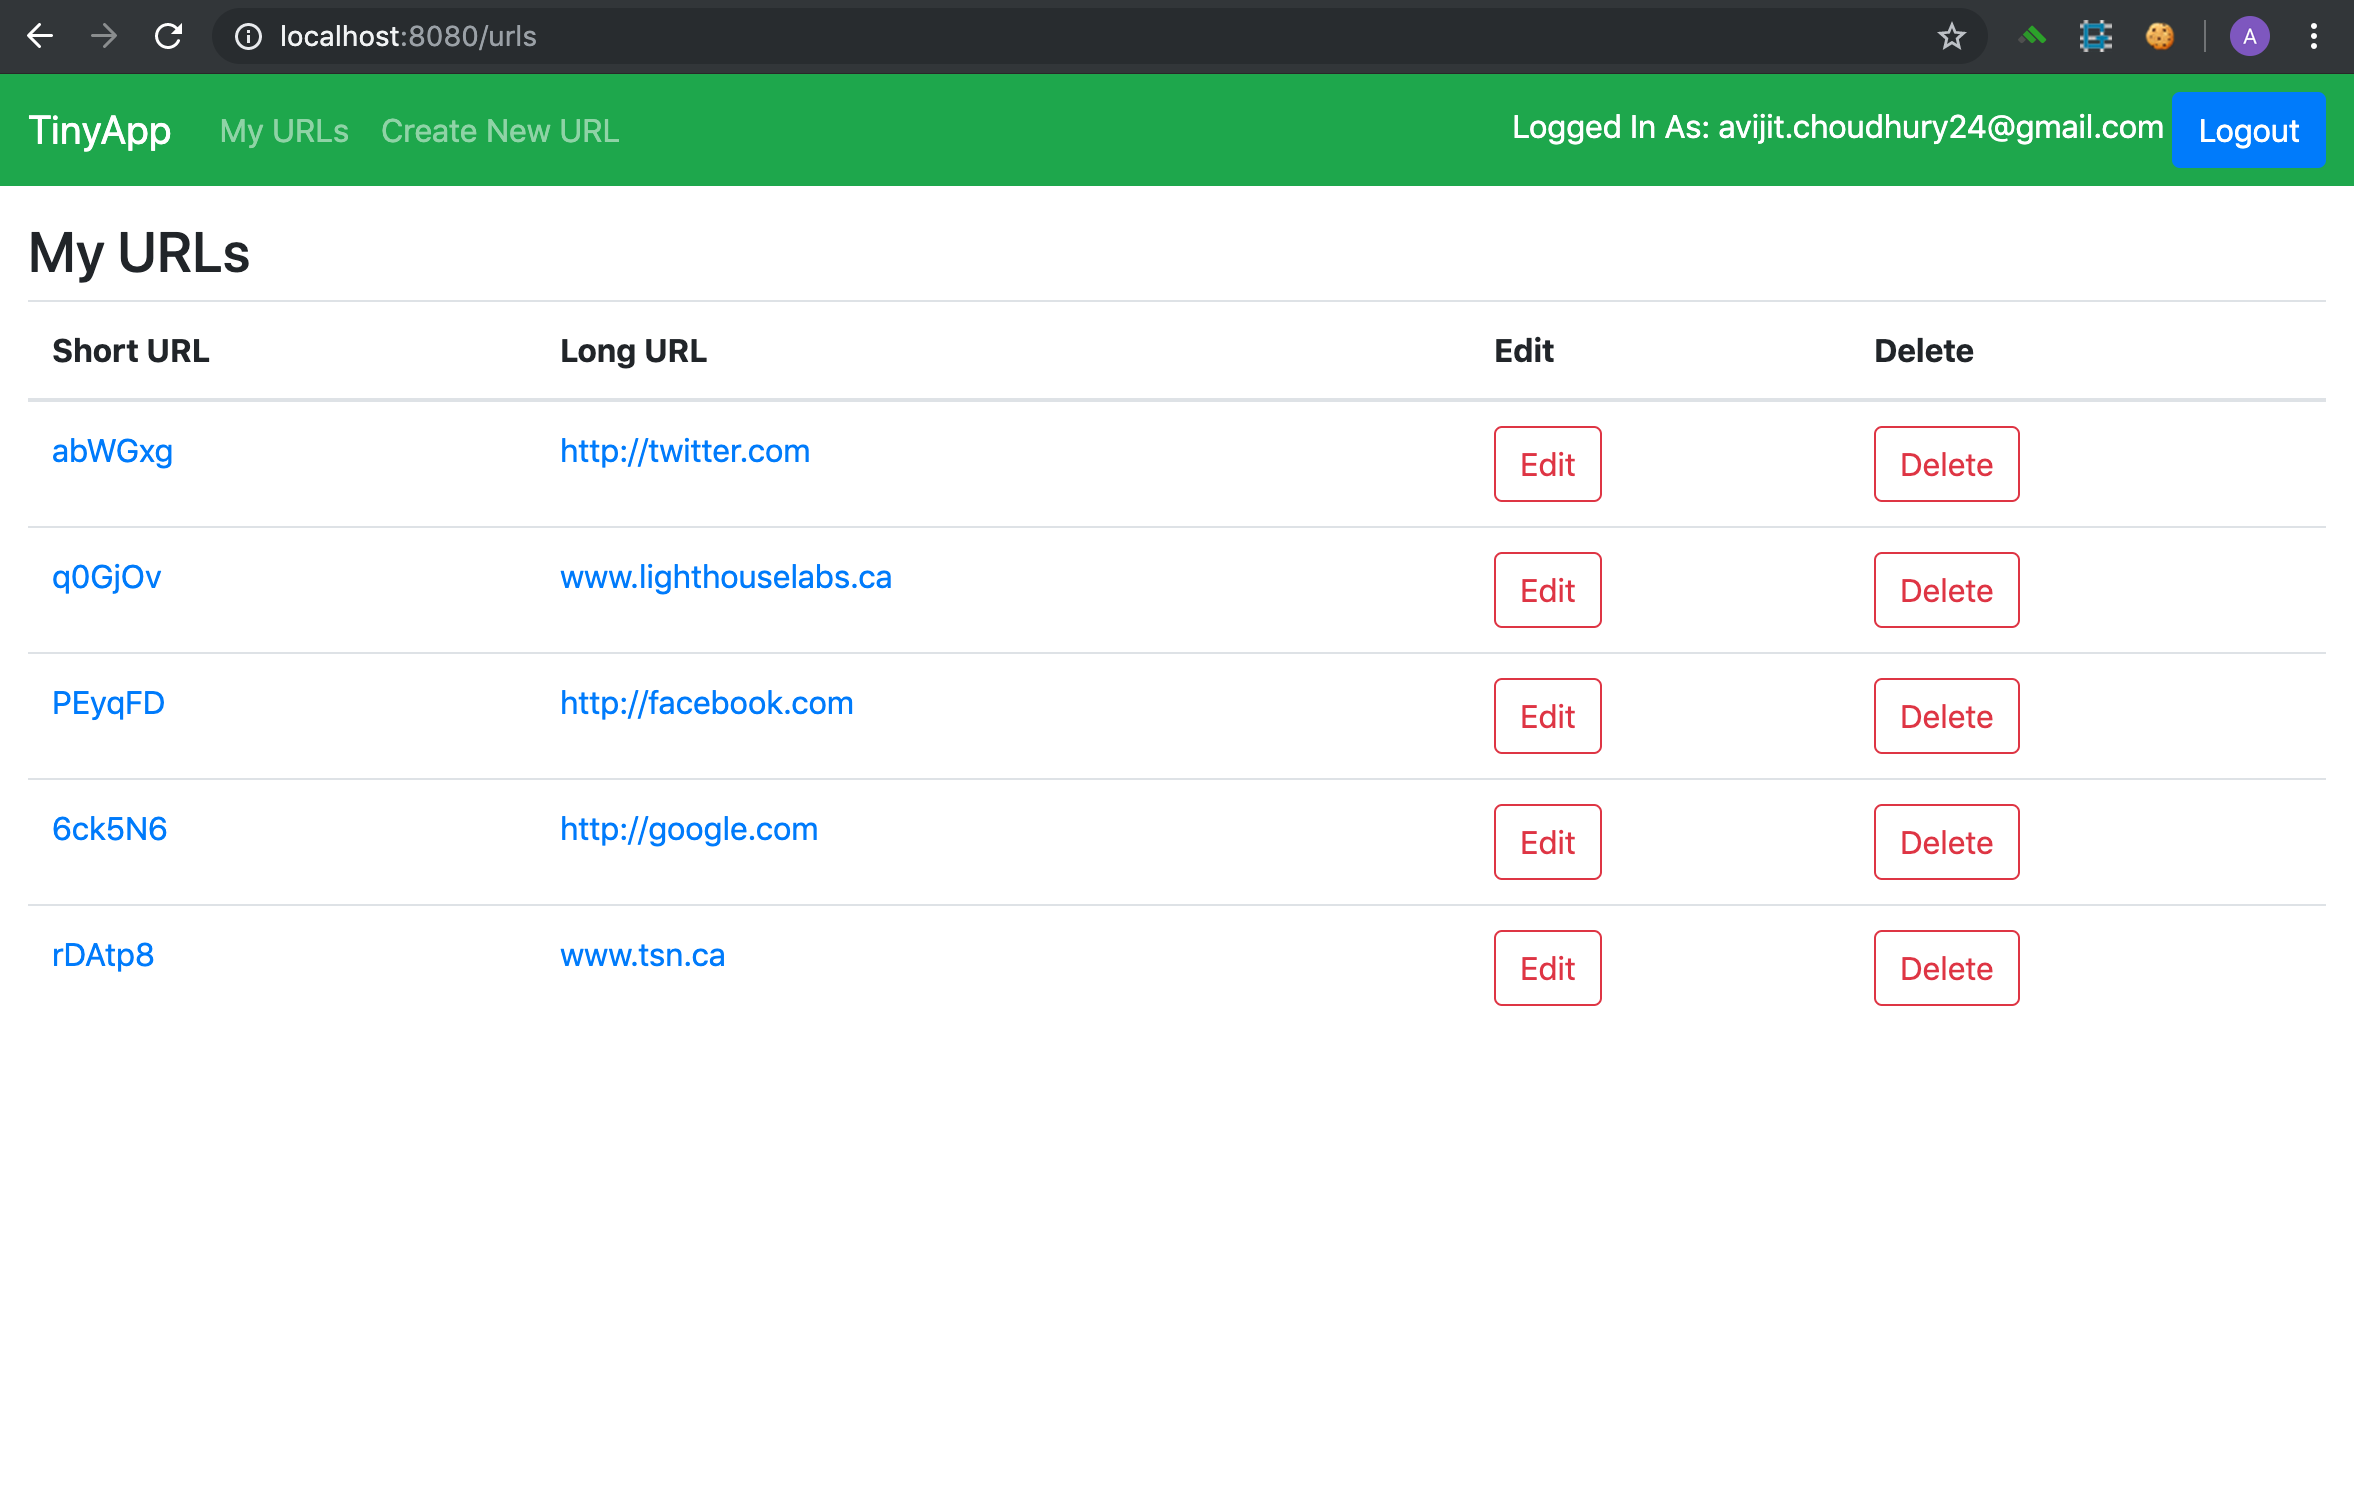 localhost:8080/urls
A
TinyApp My URLs Create New URL Logged In As: avijit.choudhury24@gmail.com Logout
My URLs
Short URL Long URL Edit Delete
abWGxg http://twitter.com Edit Delete
q0GjOv www.lighthouselabs.ca Edit Delete
PEyqFD http://facebook.com Edit Delete
6ck5N6 http://google.com Edit Delete
rDAtp8 www.tsn.ca Edit Delete